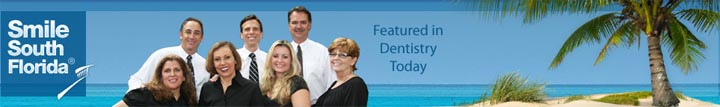 Smile
South
Florida®
Featured in
Dentistry
Today